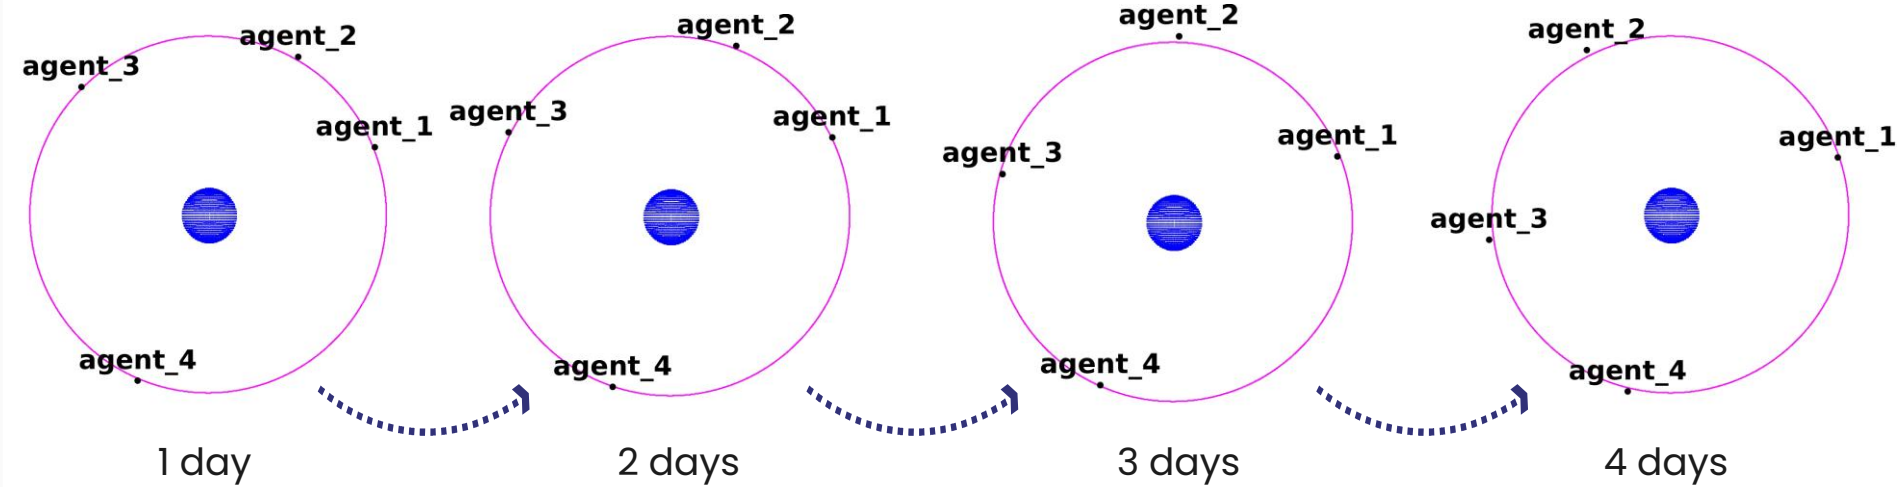 agent_3
agent_2
agent_1
agent_4
1 day
agent_2
agent_3
agent_1
agent_4
2 days
agent_2
agent_1
agent_3
agent_4
3 days
agent_2
agent_1
agent_3
agent_4
4 days